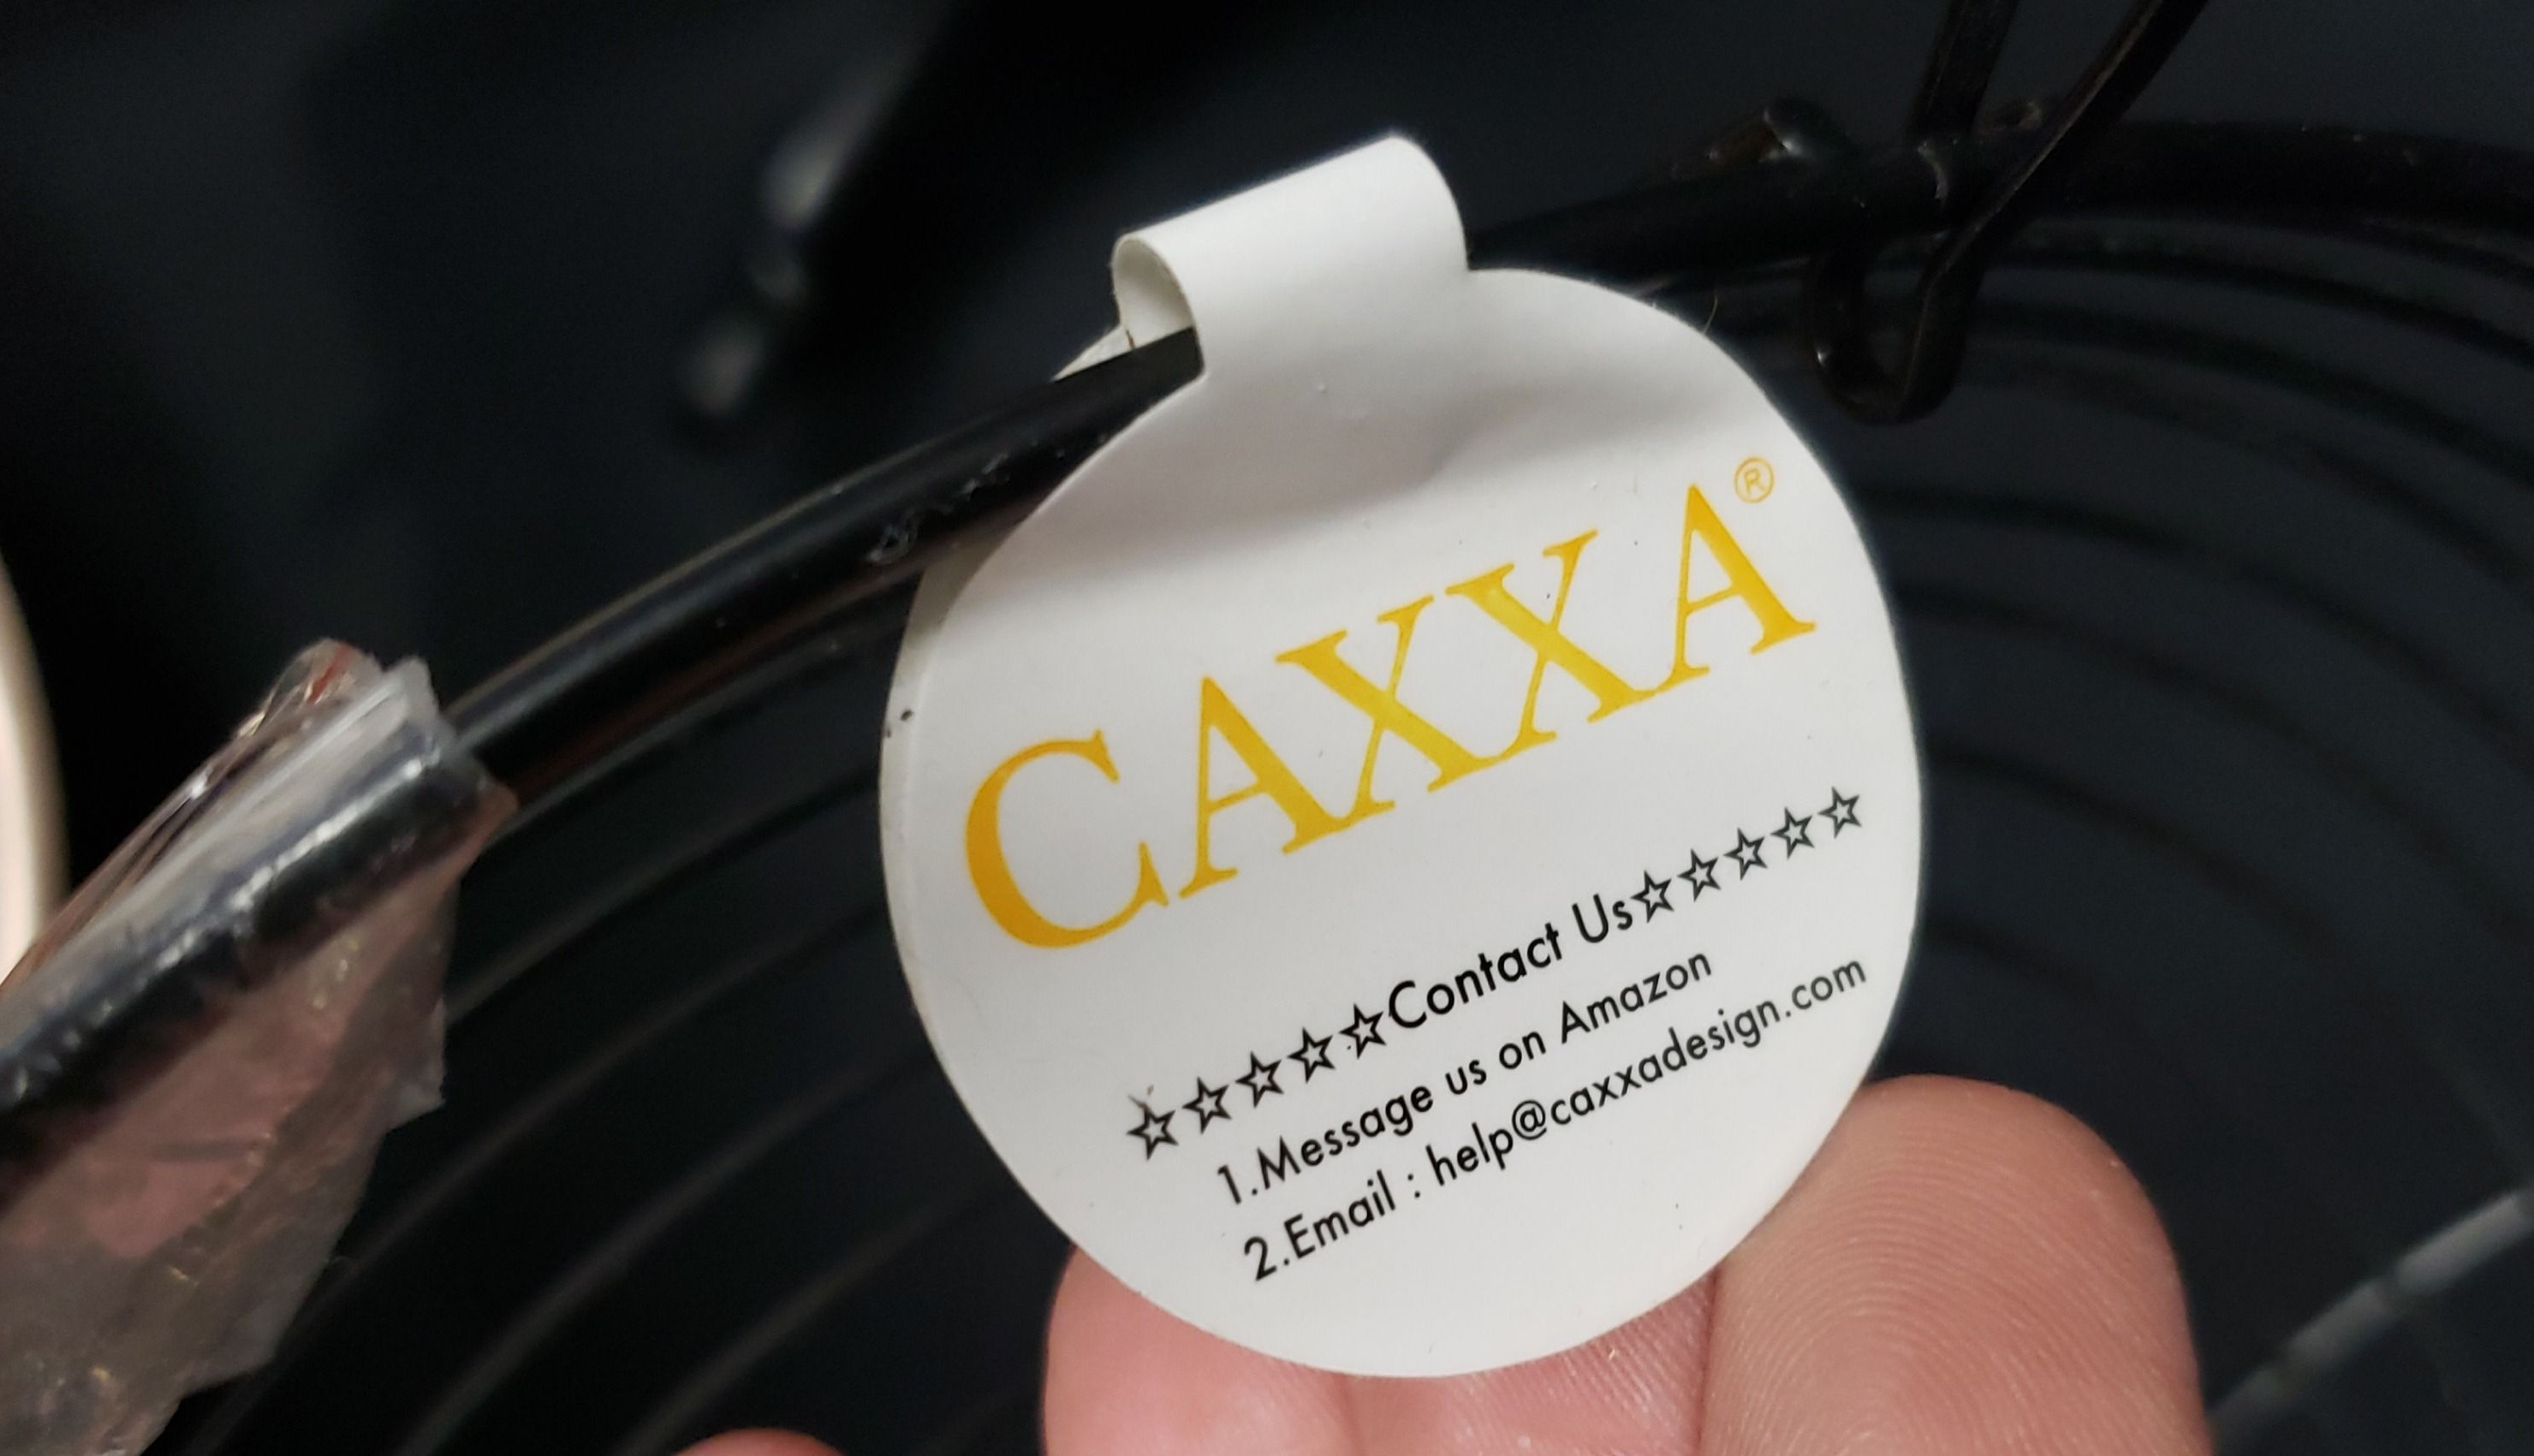 CAXXA®
☆☆☆☆☆Contact Us☆☆☆☆☆
1.Message us on Amazon
2.Email : help@caxxadesign.com